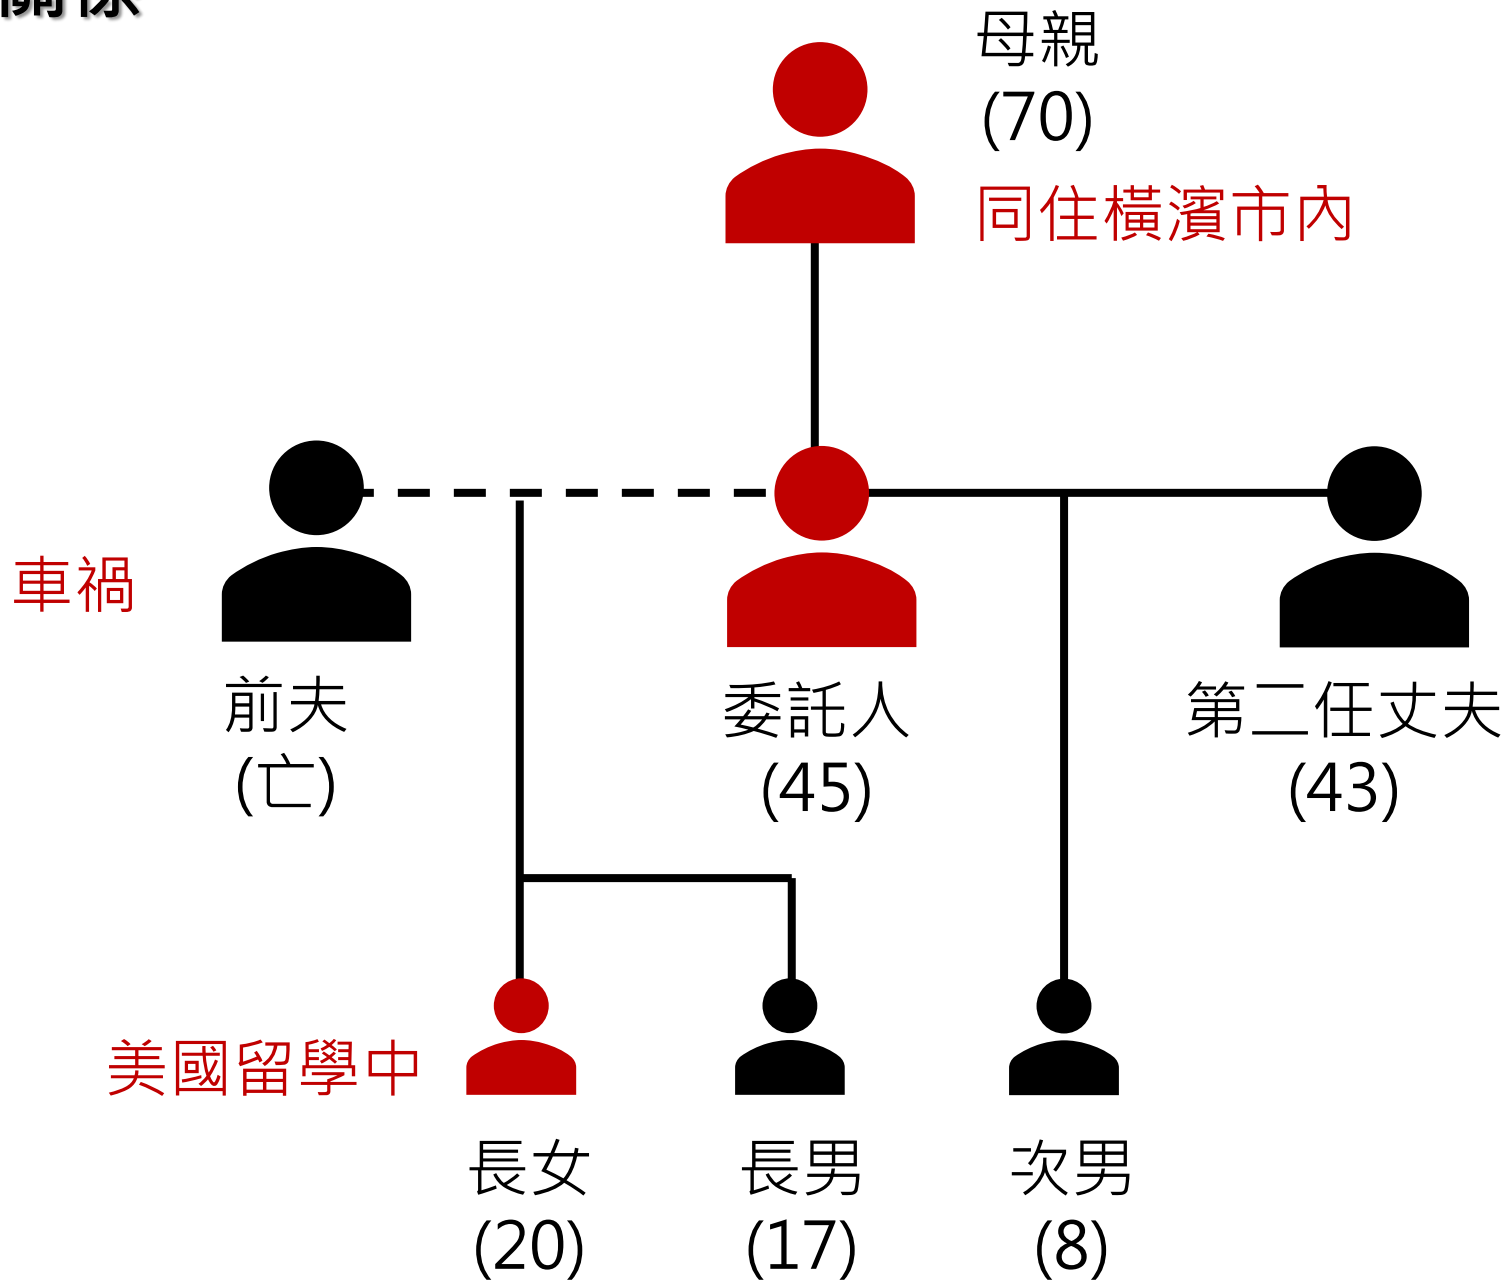 關係
母親
(70)
同住橫濱市內
車禍
前夫
(亡)
委託人
(45)
第二任丈夫
(43)
美國留學中
長女
(20)
長男
(17)
次男
(8)